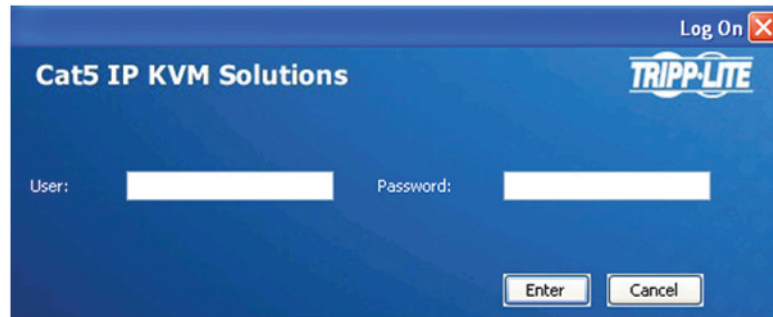 Log On
Cat5 IP KVM Solutions
TRIPP·LITE
User:
Password:
Enter
Cancel